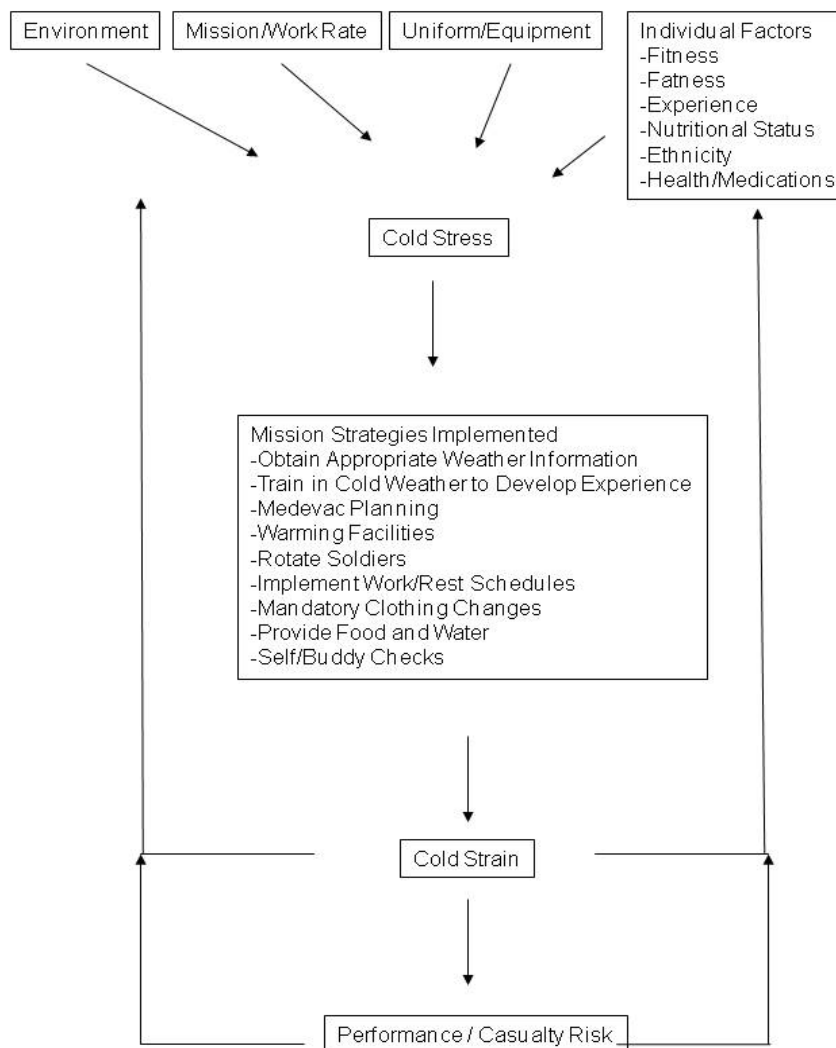 Environment
Mission/Work Rate
Uniform/Equipment
Individual Factors
-Fitness
-Fatness
-Experience
-Nutritional Status
-Ethnicity
-Health/Medications
Cold Stress
Mission Strategies Implemented
-Obtain Appropriate Weather Information
-Train in Cold Weather to Develop Experience
-Medevac Planning
-Warming Facilities
-Rotate Soldiers
-Implement Work/Rest Schedules
-Mandatory Clothing Changes
-Provide Food and Water
-Self/Buddy Checks
Cold Strain
Performance / Casualty Risk